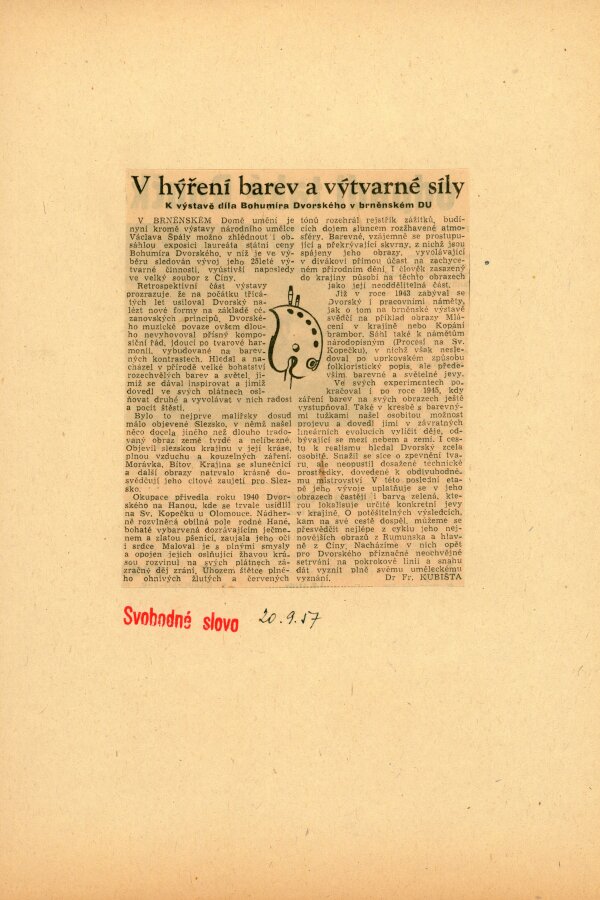 V hýření barev a výtvarné síly
K výstavě díla Bohumíra Dvorského v brněnském DU
V BRNĚNSKÉM Domě umění je
nyní kromě výstavy národního umělce
Václava Špály možno zhlédnout i ob-
sáhlou exposici laureáta státní ceny
Bohumíra Dvorského, v níž je ve vý-
běru sledován vývoj jeho 28leté vý-
tvarné činnosti, vyústivší naposledy
ve velký soubor z Číny.
Retrospektivní část výstavy
prozrazuje, že na počátku třicá-
tých let usiloval Dvorský na-
lézt nové formy na základě cé-
zanovských principů. Dvorské-
ho muzické povaze ovšem dlou-
ho nevyhovoval přísný kompo-
siční řád, jdoucí po tvarové har-
monii, vybudované na barev-
ných kontrastech. Hledal a na-
cházel v přírodě velké bohatství
rozechvělých barev a světel, ji-
miž se dával inspirovat a jimiž
dovedl ve svých plátnech osl-
ňovat druhé a vyvolávat v nich radost
a pocit štěstí.
Bylo to nejprve malířsky dosud
málo objevené Slezsko, v němž našel
něco docela jiného než dlouho trado-
vaný obraz země tvrdé a nelíbezné.
Objevil slezskou krajinu v její kráse,
plnou vzduchu a kouzelných záření.
Morávka, Bítov, Krajina se slunečnicí
a další obrazy natrvalo krásně do-
svědčují jeho citové zaujetí pro Slez-
sko.
Okupace přivedla roku 1940 Dvor-
ského na Hanou, kde se trvale usídlil
na Sv. Kopečku u Olomouce. Nádher-
ně rozvlněná obilná pole rodné Hané,
bohatě vybarvená dozrávajícím ječme-
nem a zlatou pšenicí, zaujala jeho oči
i srdce. Maloval je s plnými smysly
a opojen jejich oslňující žhavou krá-
sou rozvinul na svých plátnech zá-
zračný děj zrání. Úhozem štětce plné-
ho ohnivých žlutých a červených
tónů rozehrál rejstřík zážitků, budí-
cích dojem sluncem rozžhavené atmo-
sféry. Barevné, vzájemně se prostupu-
jící a překrývající skvrny, z nichž jsou
spájeny jeho obrazy, vyvolávající
v divákovi přímou účast na zachyce-
ném přírodním dění. I člověk zasazený
do krajiny působí na těchto obrazech
jako její neoddělitelná část.
Již v roce 1943 zabýval se
Dvorský i pracovními náměty,
jak o tom na brněnské výstavě
svědčí na příklad obrazy Mlá-
cení v krajině nebo Kopání
brambor. Sáhl také k námětům
národopisným (Procesí na Sv.
Kopečku), v nichž však nesle-
doval po uprkovském způsobu
folkloristický popis, ale přede-
vším barevné a světelné jevy.
Ve svých experimentech po-
kračoval i po roce 1945, kdy
záření barev na svých obrazech ještě
vystupňoval. Také v kresbě s barevný-
mi tužkami našel osobitou možnost
projevu a dovedl jimi v závratných
lineárních evolucích vylíčit děje, od-
bývající se mezi nebem a zemí. I ces-
tu k realismu hledal Dvorský zcela
osobitě. Snažil se sice o zpevnění tva-
ru, ale neopustil dosažené technické
prostředky, dovedené k obdivuhodné-
mu mistrovství. V této poslední eta-
pě jeho vývoje uplatňuje se v jeho
obrazech častěji i barva zelená, kte-
rou lokalisuje určité konkretní jevy
v krajině. O potěšitelných výsledcích,
kam na své cestě dospěl, můžeme se
přesvědčit nejlépe z cyklu jeho nej-
novějších obrazů z Rumunska a hlav-
ně z Číny. Nacházíme v nich opět
pro Dvorského příznačné neochvějné
setrvání na pokrokové linii a snahu
dát vyznít plně svému uměleckému
vyznání. Dr Fr. KUBIŠTA
Svobodné slovo 20.9.57